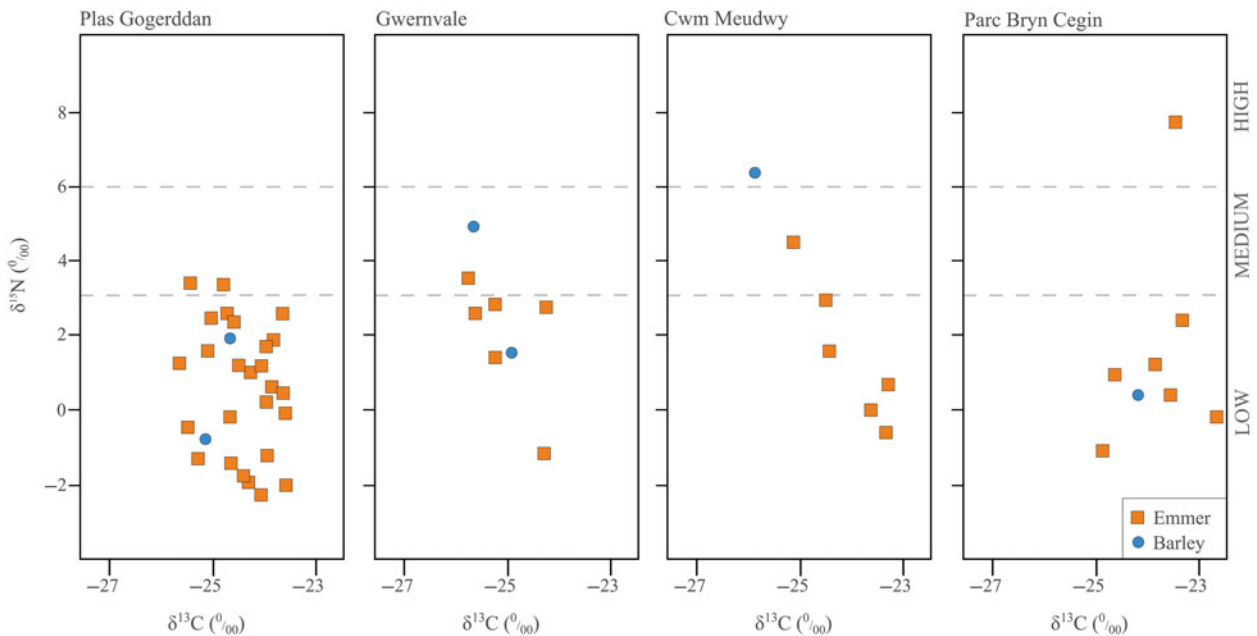 Plas Gogerddan
Gwernvale
Cwm Meudwy
Parc Bryn Cegin
8
6
4
2
0
–2
δ¹⁵N (⁰/₀₀)
HIGH
MEDIUM
LOW
Emmer
Barley
–27 –25 –23
–27 –25 –23
–27 –25 –23
–27 –25 –23
δ¹³C (⁰/₀₀)
δ¹³C (⁰/₀₀)
δ¹³C (⁰/₀₀)
δ¹³C (⁰/₀₀)